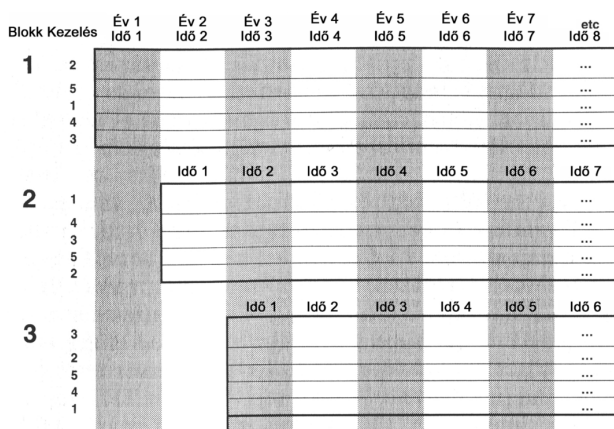 Év 1 Év 2 Év 3 Év 4 Év 5 Év 6 Év 7 etc
Blokk Kezelés Idő 1 Idő 2 Idő 3 Idő 4 Idő 5 Idő 6 Idő 7 Idő 8
1 2 ...
5 ...
1 ...
4 ...
3 ...
Idő 1 Idő 2 Idő 3 Idő 4 Idő 5 Idő 6 Idő 7
2 1 ...
4 ...
3 ...
5 ...
2 ...
Idő 1 Idő 2 Idő 3 Idő 4 Idő 5 Idő 6
3 3 ...
2 ...
5 ...
4 ...
1 ...